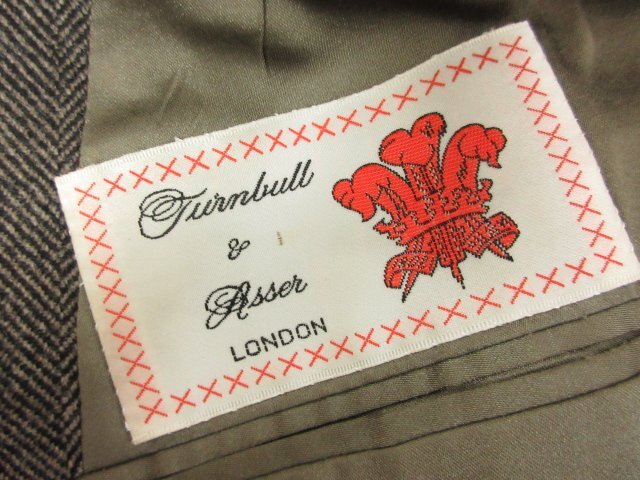 Turnbull
&
Asser
LONDON